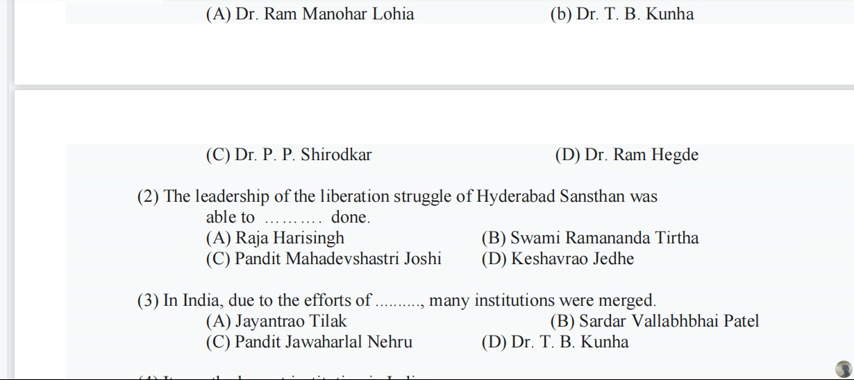 (A) Dr. Ram Manohar Lohia (b) Dr. T. B. Kunha
(C) Dr. P. P. Shirodkar (D) Dr. Ram Hegde
(2) The leadership of the liberation struggle of Hyderabad Sansthan was
able to ………. done.
(A) Raja Harisingh (B) Swami Ramananda Tirtha
(C) Pandit Mahadevshastri Joshi (D) Keshavrao Jedhe
(3) In India, due to the efforts of .........., many institutions were merged.
(A) Jayantrao Tilak (B) Sardar Vallabhbhai Patel
(C) Pandit Jawaharlal Nehru (D) Dr. T. B. Kunha